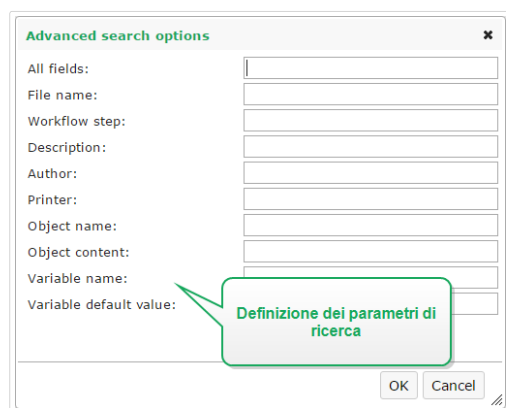 Advanced search options
All fields:
File name:
Workflow step:
Description:
Author:
Printer:
Object name:
Object content:
Variable name:
Variable default value:
Definizione dei parametri di
ricerca
OK Cancel